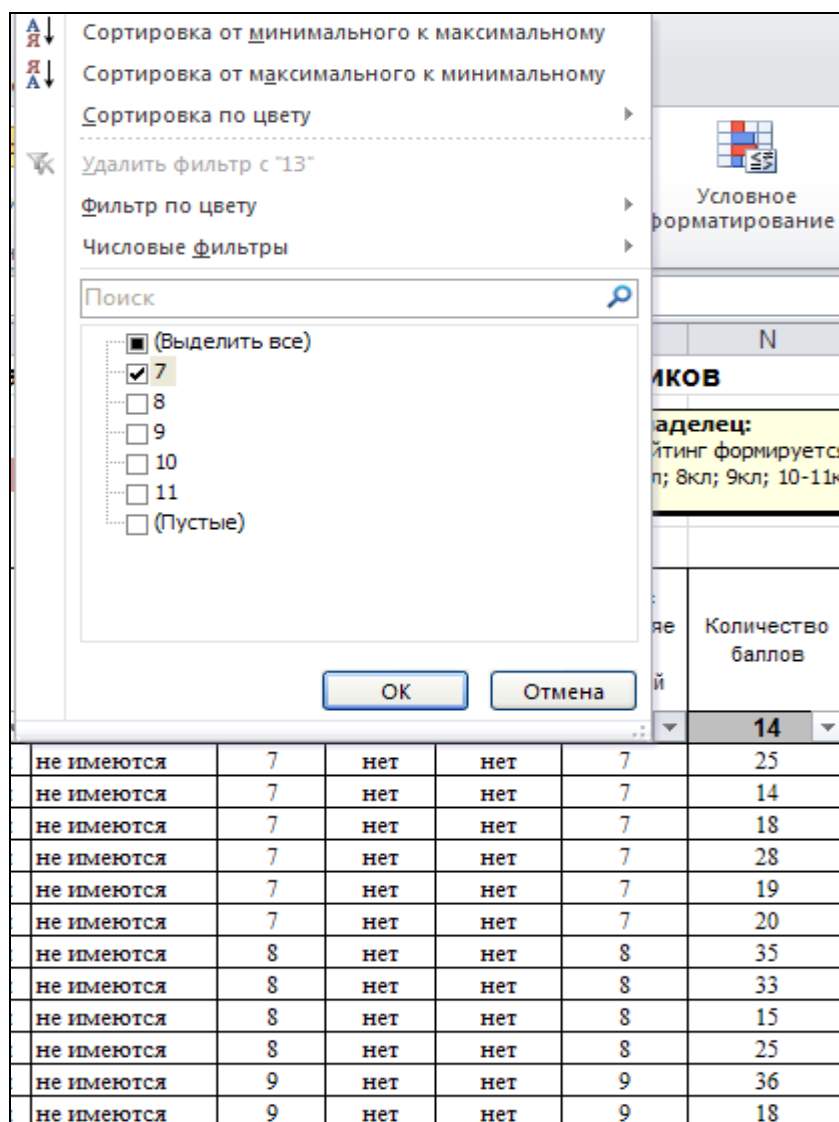 Сортировка от минимального к максимальному
Сортировка от максимального к минимальному
Сортировка по цвету
Удалить фильтр с "13"
Фильтр по цвету
Числовые фильтры
Поиск
(Выделить все)
7
8
9
10
11
(Пустые)
ОК
Отмена
Условное
форматирование
N
иков
аделец:
йтинг формируетс
л; 8кл; 9кл; 10-11к
яе
й
Количество
баллов
14
не имеются 7 нет нет 7 25
не имеются 7 нет нет 7 14
не имеются 7 нет нет 7 18
не имеются 7 нет нет 7 28
не имеются 7 нет нет 7 19
не имеются 7 нет нет 7 20
не имеются 8 нет нет 8 35
не имеются 8 нет нет 8 33
не имеются 8 нет нет 8 15
не имеются 8 нет нет 8 25
не имеются 9 нет нет 9 36
не имеются 9 нет нет 9 18